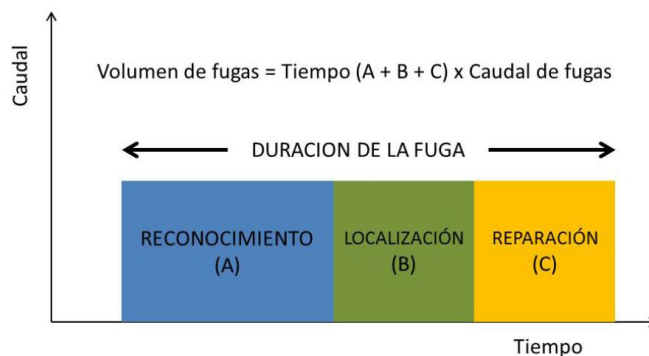 Caudal
Volumen de fugas = Tiempo (A + B + C) x Caudal de fugas
DURACION DE LA FUGA
RECONOCIMIENTO
(A)
LOCALIZACIÓN
(B)
REPARACIÓN
(C)
Tiempo